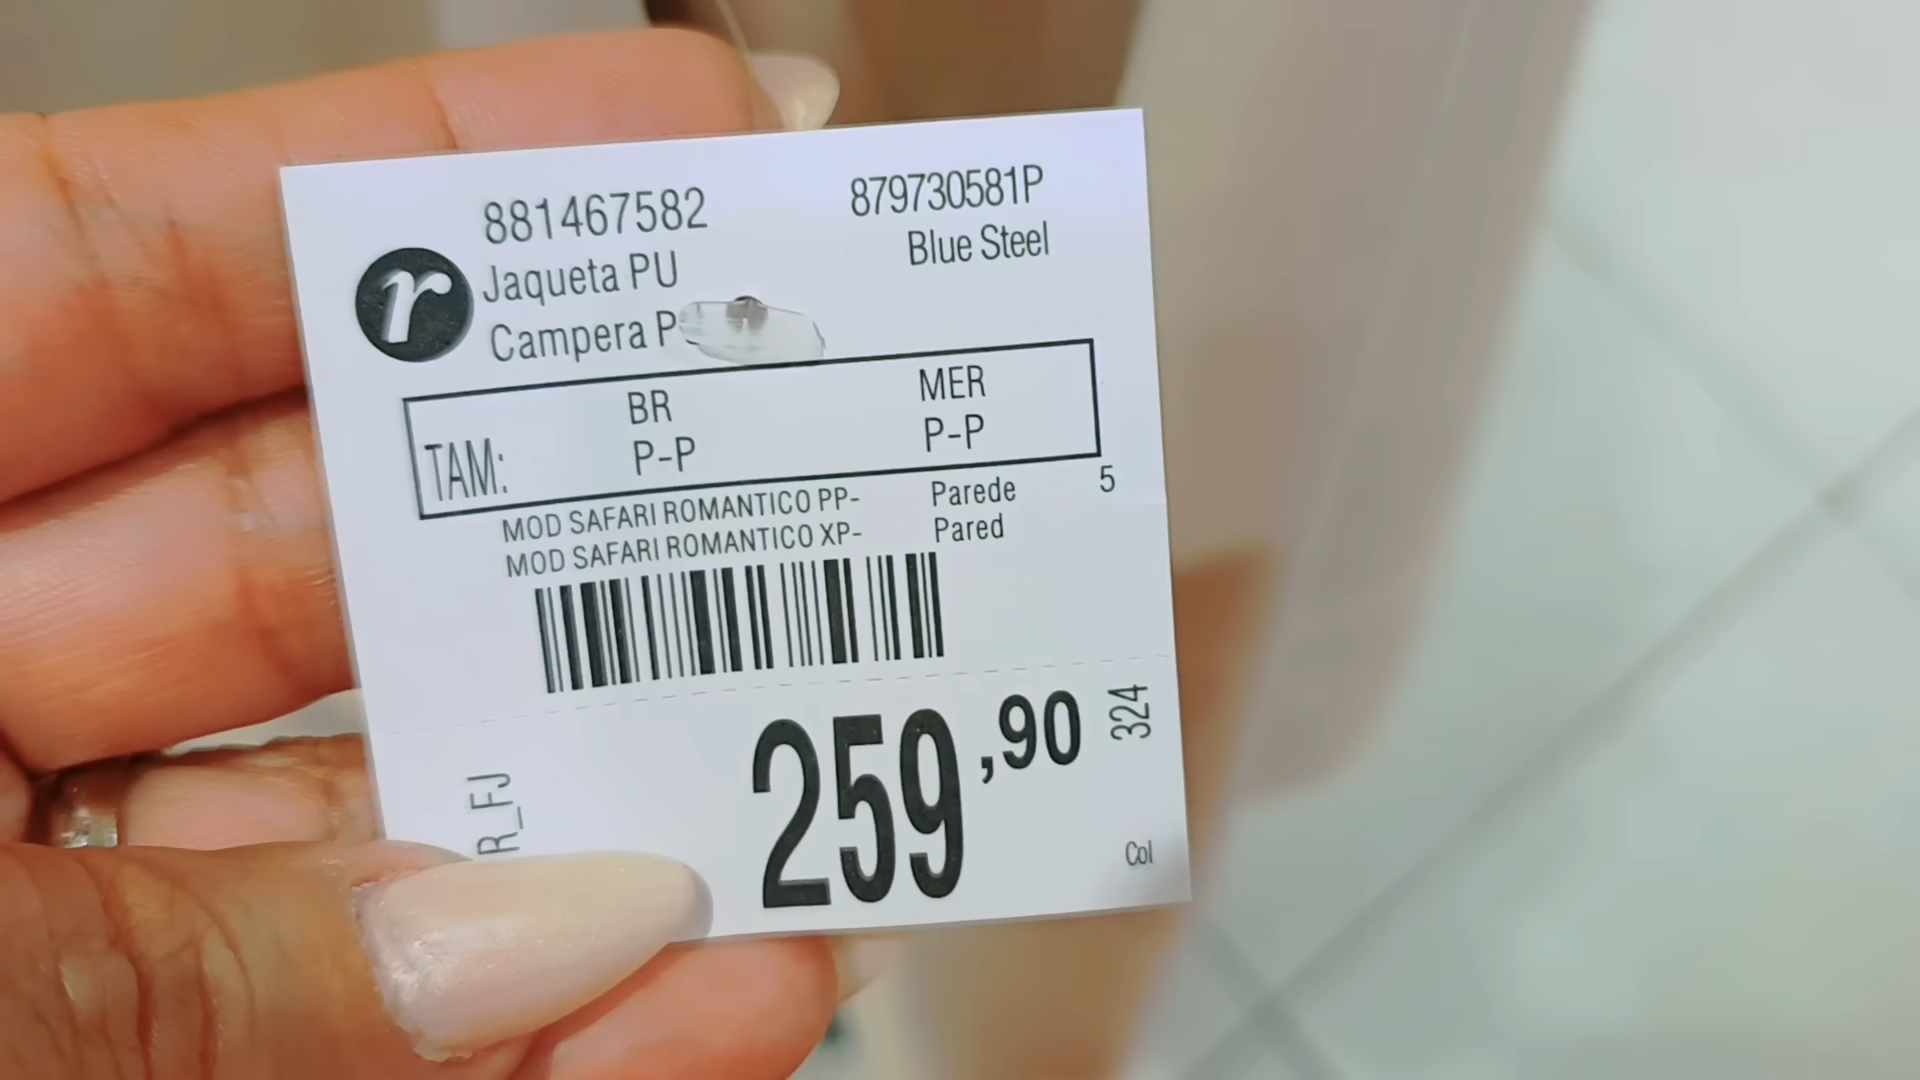 881467582 879730581P
r Jaqueta PU Blue Steel
Campera P
BR MER
TAM: P-P P-P
MOD SAFARI ROMANTICO PP- Parede 5
MOD SAFARI ROMANTICO XP- Pared
259,90 324
R_FJ
Col